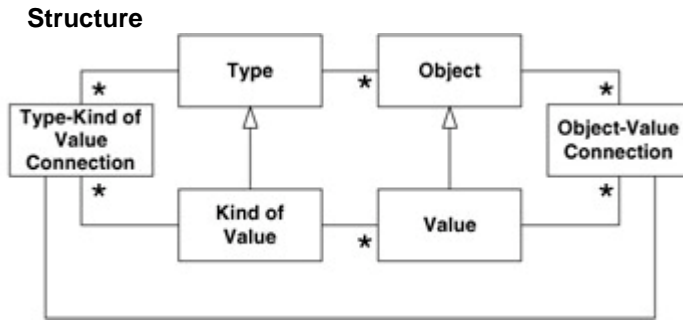 Structure
Type
Object
*
*
*
Type-Kind of
Value
Connection
Object-Value
Connection
*
*
Kind of
Value
Value
*